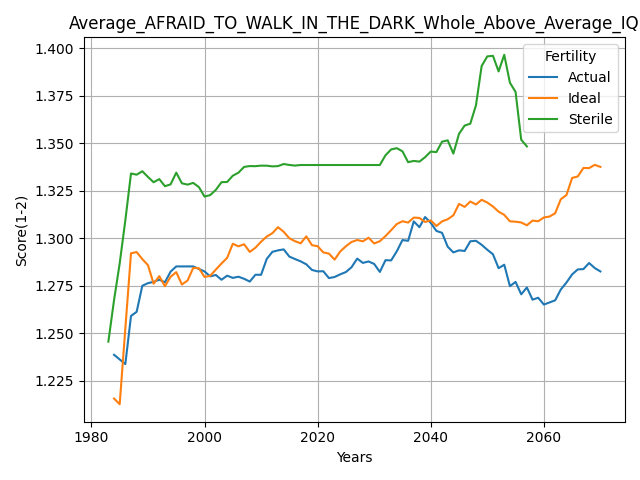 Average_AFRAID_TO_WALK_IN_THE_DARK_Whole_Above_Average_IQ
Fertility
Actual
Ideal
Sterile
1.400
1.375
1.350
1.325
1.300
1.275
1.250
1.225
Score(1-2)
1980
2000
2020
2040
2060
Years